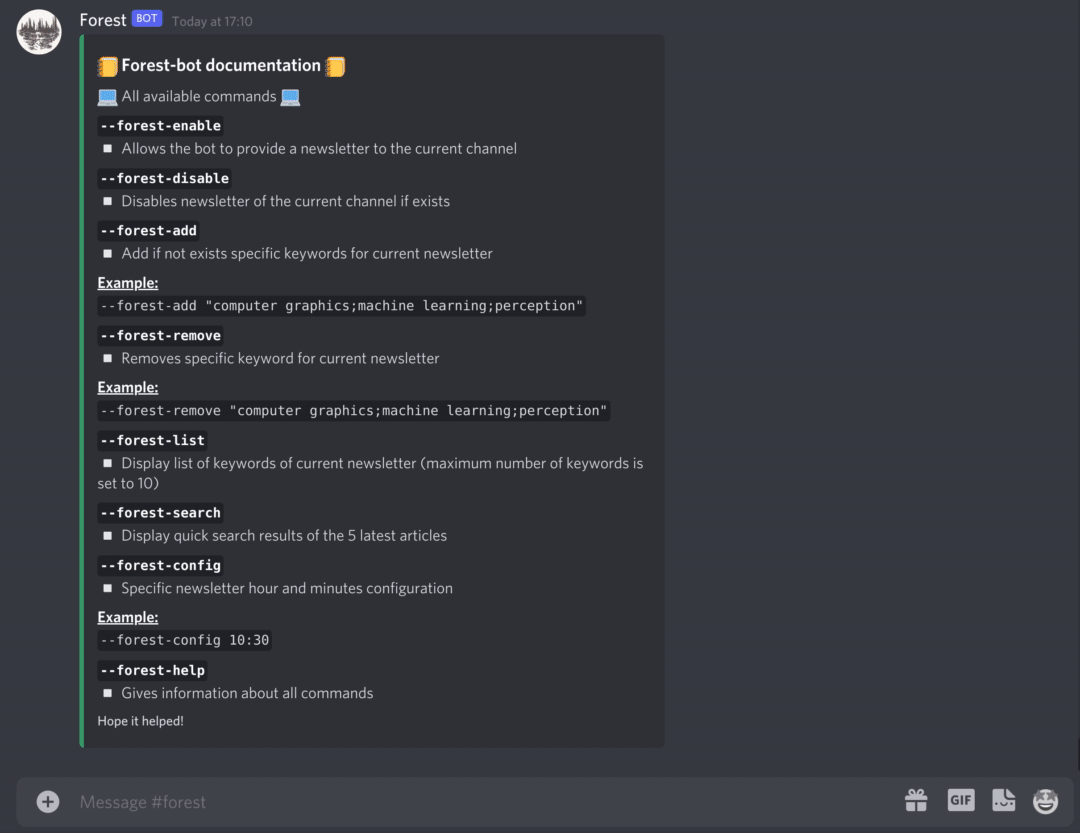 Forest BOT Today at 17:10
Forest-bot documentation
All available commands
--forest-enable
Allows the bot to provide a newsletter to the current channel
--forest-disable
Disables newsletter of the current channel if exists
--forest-add
Add if not exists specific keywords for current newsletter
Example:
--forest-add "computer graphics;machine learning;perception"
--forest-remove
Removes specific keyword for current newsletter
Example:
--forest-remove "computer graphics;machine learning;perception"
--forest-list
Display list of keywords of current newsletter (maximum number of keywords is
set to 10)
--forest-search
Display quick search results of the 5 latest articles
--forest-config
Specific newsletter hour and minutes configuration
Example:
--forest-config 10:30
--forest-help
Gives information about all commands
Hope it helped!
Message #forest
GIF